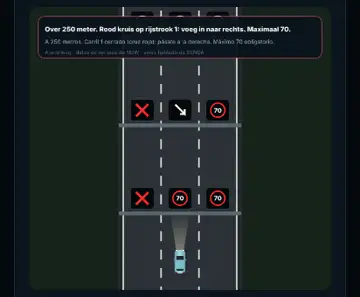 Over 250 meter. Rood kruis op rijstrook 1: voeg in naar rechts. Maximaal 70.
A 250 metros. Carril 1 cerrado (cruz roja): pásate a la derecha. Máximo 70 obligatorio.
70
70 70